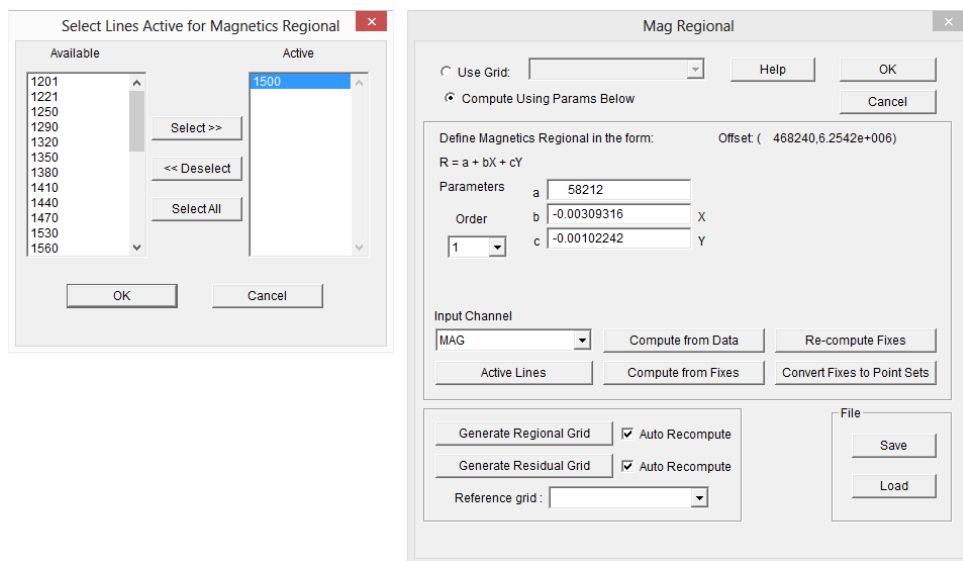 Select Lines Active for Magnetics Regional
Available
Active
1201
1221
1250
1290
1320
1350
1380
1410
1440
1470
1530
1560
1500
Select >>
<< Deselect
Select All
OK
Cancel
Mag Regional
Use Grid:
Help
OK
Compute Using Params Below
Cancel
Define Magnetics Regional in the form:
Offset: ( 468240,6.2542e+006)
R = a + bX + cY
Parameters
a 58212
Order
b -0.00309316 X
1
c -0.00102242 Y
Input Channel
MAG
Compute from Data
Re-compute Fixes
Active Lines
Compute from Fixes
Convert Fixes to Point Sets
Generate Regional Grid
Auto Recompute
Generate Residual Grid
Auto Recompute
Reference grid :
File
Save
Load